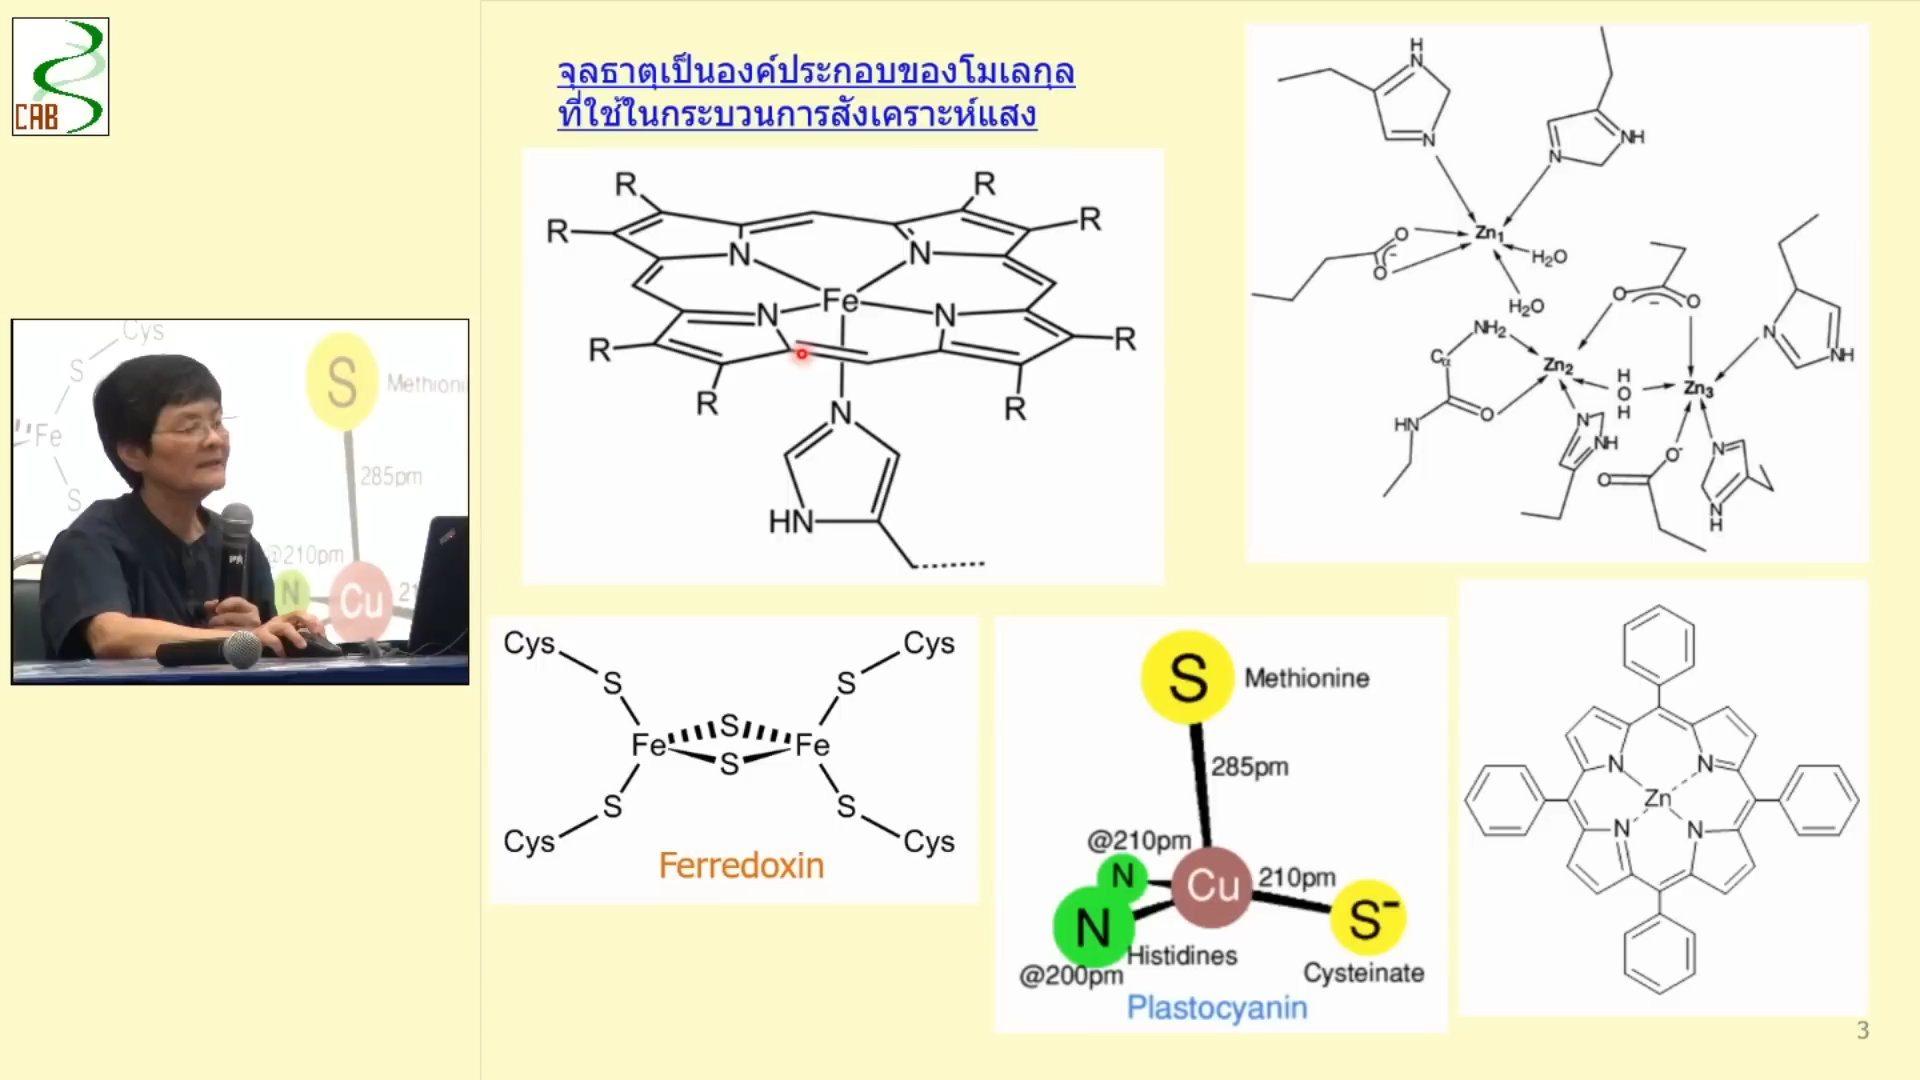 CAB
จุลธาตุเป็นองค์ประกอบของโมเลกุล
ที่ใช้ในกระบวนการสังเคราะห์แสง
R
R
R
R
N
N
Fe
N
N
R
R
R
R
N
HN
H
N
N
N
NH
Zn1
O
O
-
H2O
H2O
NH2
Cα
Zn2
O
HN
O
O
-
H
O
H
Zn3
N
NH
N
NH
O-
O
N
N
H
Cys
S
Fe
S
S
Methioni
285pm
@210pm
N
Cu
21
Cys
Cys
S
S
Fe
S
S
Fe
S
S
Cys
Cys
Ferredoxin
S
Methionine
285pm
@210pm
N
Cu
210pm
N
S-
Histidines
@200pm
Cysteinate
Plastocyanin
N
N
Zn
N
N
3